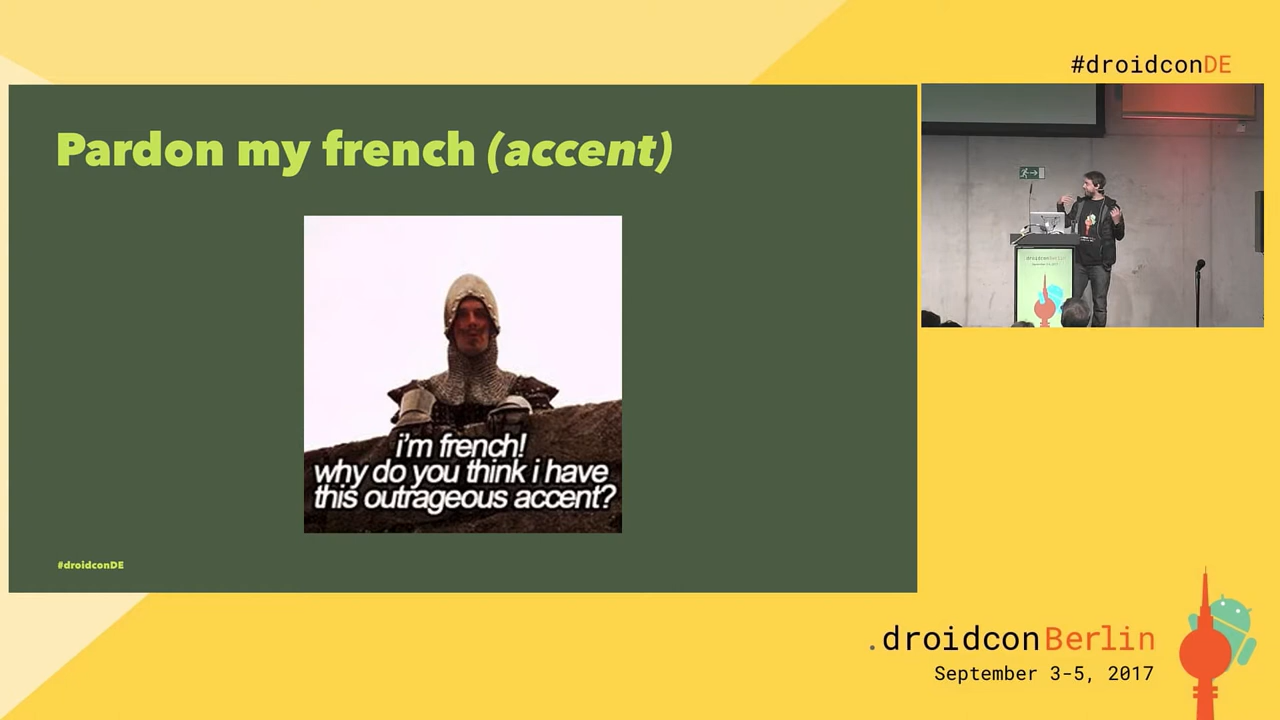 #droidconDE
Pardon my french (accent)
i'm french!
why do you think i have
this outrageous accent?
#droidconDE
droidconBerlin
.droidconBerlin
September 3-5, 2017